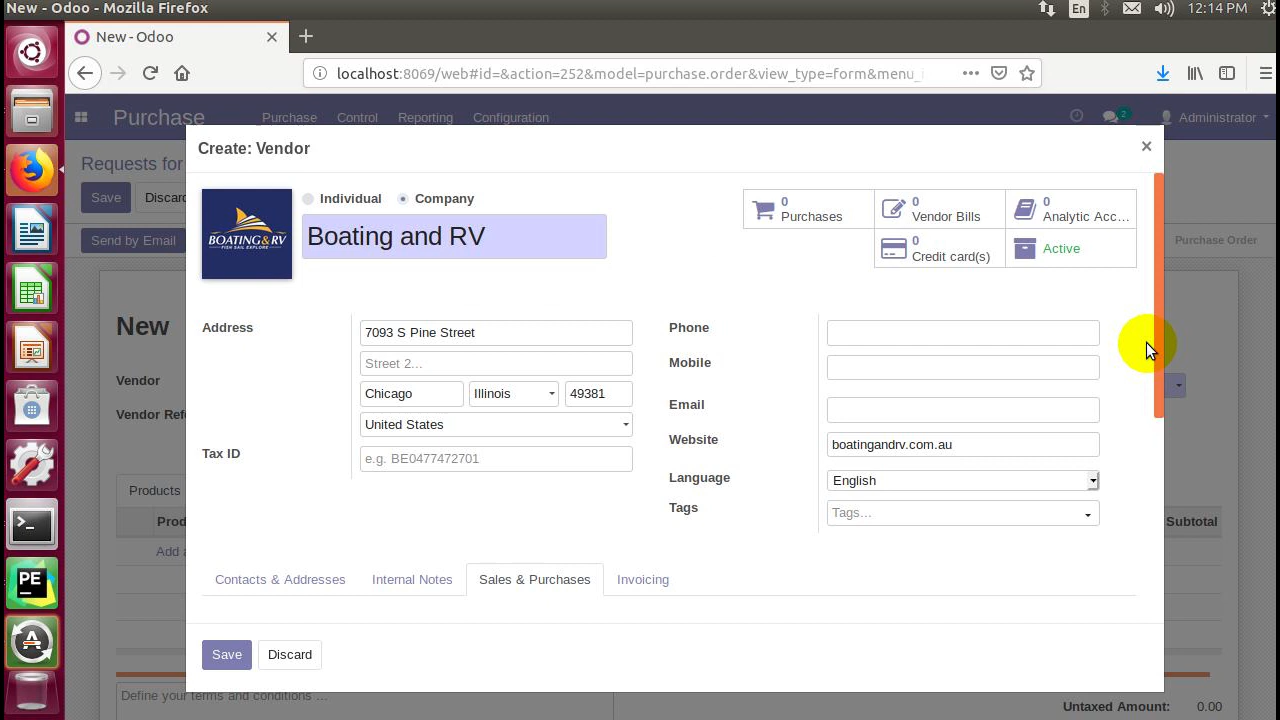 New - Odoo - Mozilla Firefox
En
12:14 PM
New - Odoo
localhost:8069/web#id=&action=252&model=purchase.order&view_type=form&menu_
Purchase
Purchase
Control
Reporting
Configuration
2
Administrator
Requests for
Save
Discar
Send by Email
Purchase Order
Create: Vendor
BOATING&RV
FISH SAIL EXPLORE
Individual
Company
Boating and RV
0
Purchases
0
Vendor Bills
0
Analytic Acc...
0
Credit card(s)
Active
New
Vendor
Vendor Ref
Address
7093 S Pine Street
Street 2...
Chicago
Illinois
49381
United States
Tax ID
e.g. BE0477472701
Phone
Mobile
Email
Website
boatingandrv.com.au
Language
English
Tags
Tags...
Products
Prod
Subtotal
Add a
Contacts & Addresses
Internal Notes
Sales & Purchases
Invoicing
Save
Discard
Define your terms and conditions ...
Untaxed Amount:
0.00
PE
A